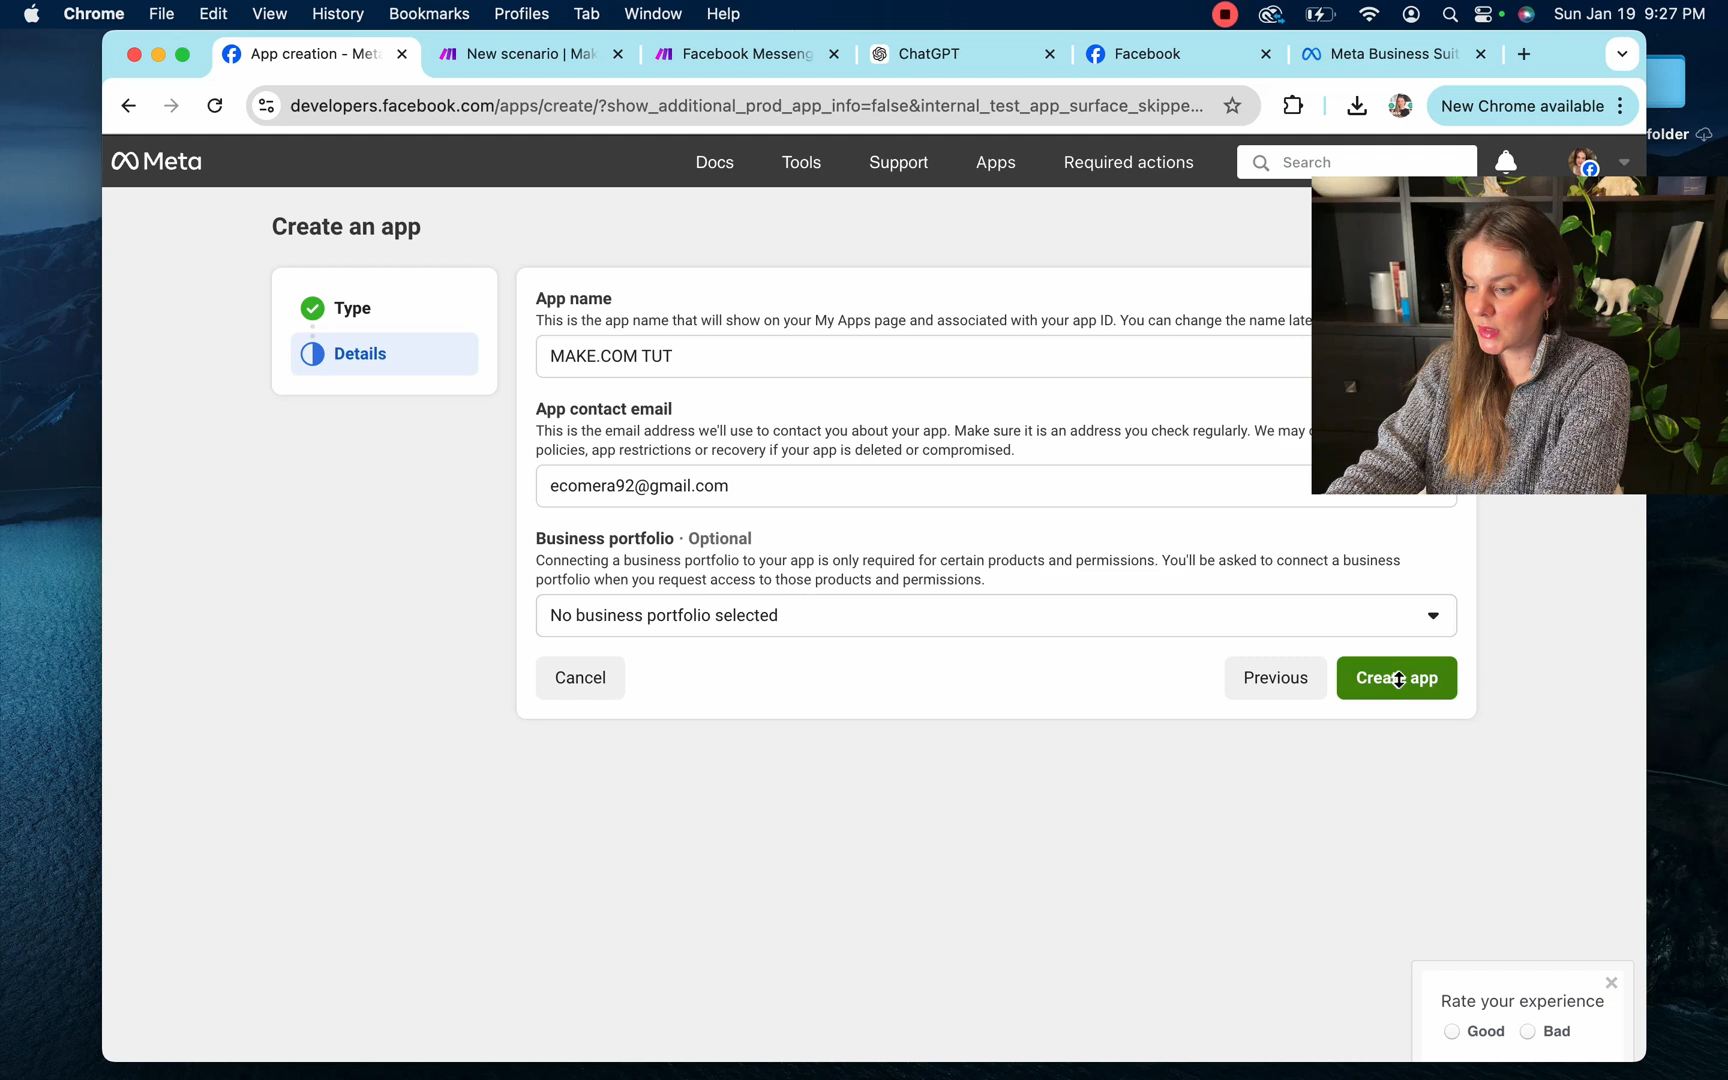 Chrome File Edit View History Bookmarks Profiles Tab Window Help Sun Jan 19 9:27 PM
App creation - Meta New scenario | Mak Facebook Messeng ChatGPT Facebook Meta Business Suit
developers.facebook.com/apps/create/?show_additional_prod_app_info=false&internal_test_app_surface_skippe... New Chrome available
folder
Meta Docs Tools Support Apps Required actions Search
Create an app
Type
Details
App name
This is the app name that will show on your My Apps page and associated with your app ID. You can change the name late
MAKE.COM TUT
App contact email
This is the email address we'll use to contact you about your app. Make sure it is an address you check regularly. We may
policies, app restrictions or recovery if your app is deleted or compromised.
ecomera92@gmail.com
Business portfolio · Optional
Connecting a business portfolio to your app is only required for certain products and permissions. You'll be asked to connect a business
portfolio when you request access to those products and permissions.
No business portfolio selected
Cancel Previous Create app
Rate your experience
Good Bad